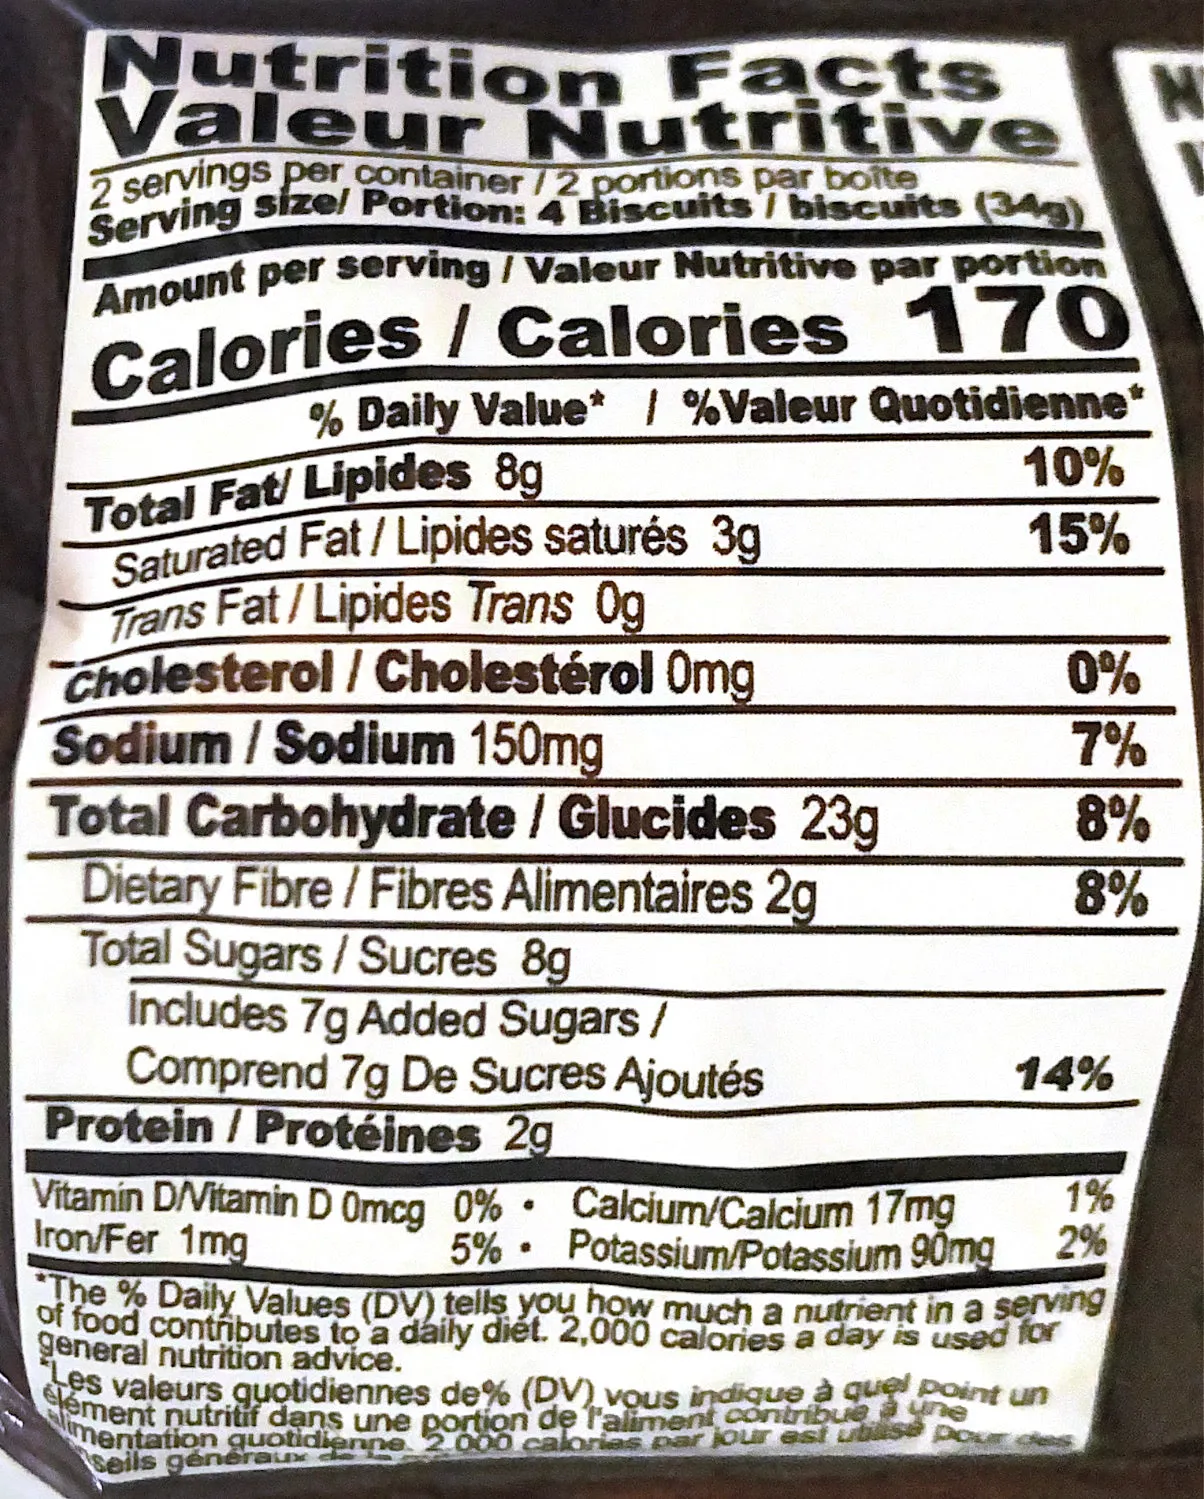 Nutrition Facts
Valeur Nutritive
2 servings per container / 2 portions par boîte
Serving size/ Portion: 4 Biscuits / biscuits (34g)
Amount per serving / Valeur Nutritive par portion
Calories / Calories 170
% Daily Value* / %Valeur Quotidienne*
Total Fat/ Lipides 8g 10%
Saturated Fat / Lipides saturés 3g 15%
Trans Fat / Lipides Trans 0g
Cholesterol / Cholestérol 0mg 0%
Sodium / Sodium 150mg 7%
Total Carbohydrate / Glucides 23g 8%
Dietary Fibre / Fibres Alimentaires 2g 8%
Total Sugars / Sucres 8g
Includes 7g Added Sugars /
Comprend 7g De Sucres Ajoutés 14%
Protein / Protéines 2g
Vitamin D/Vitamin D 0mcg 0% • Calcium/Calcium 17mg 1%
Iron/Fer 1mg 5% • Potassium/Potassium 90mg 2%
*The % Daily Values (DV) tells you how much a nutrient in a serving
of food contributes to a daily diet. 2,000 calories a day is used for
general nutrition advice.
*Les valeurs quotidiennes de% (DV) vous indique à quel point un
élément nutritif dans une portion de l'aliment contribue à une
alimentation quotidienne. 2 000 calories par jour est utilisé pour des
seils généraux